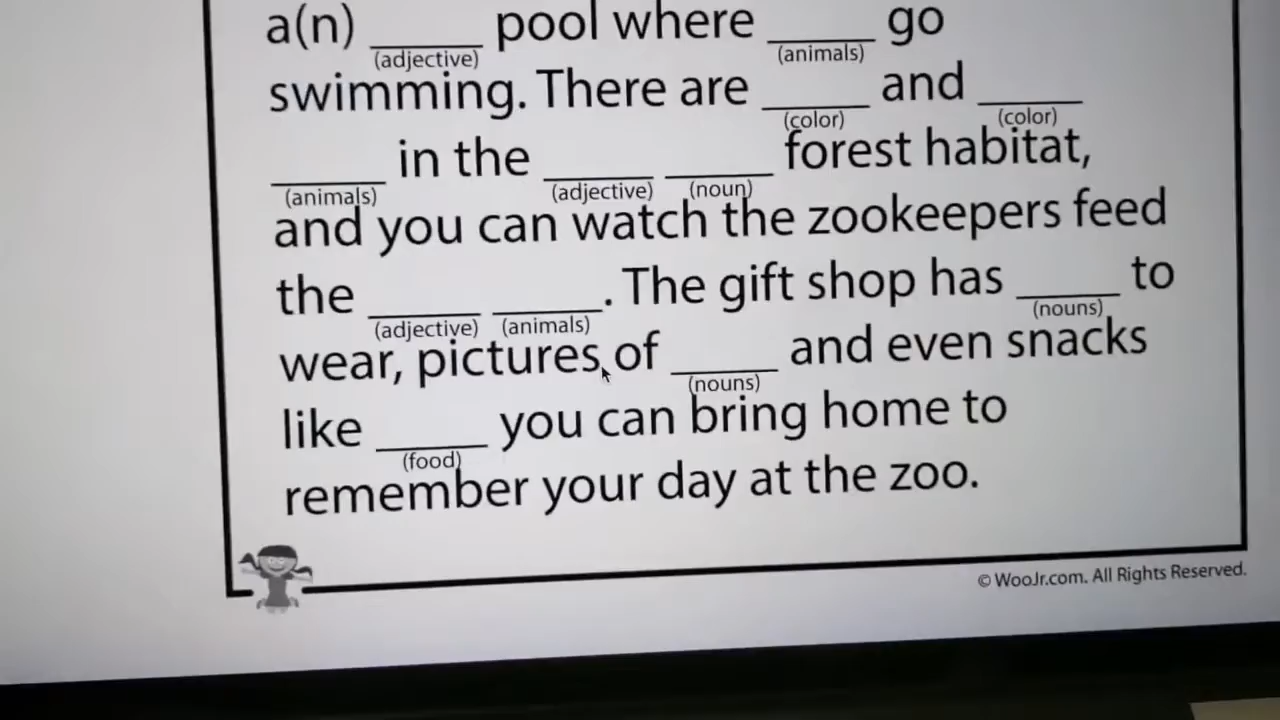 a(n) _____ pool where _____ go
(adjective) (animals)
swimming. There are _____ and _____
(color) (color)
_____ in the _____ _____ forest habitat,
(animals) (adjective) (noun)
and you can watch the zookeepers feed
the _____ _____. The gift shop has _____ to
(adjective) (animals) (nouns)
wear, pictures of _____ and even snacks
(nouns)
like _____ you can bring home to
(food)
remember your day at the zoo.
© WooJr.com. All Rights Reserved.